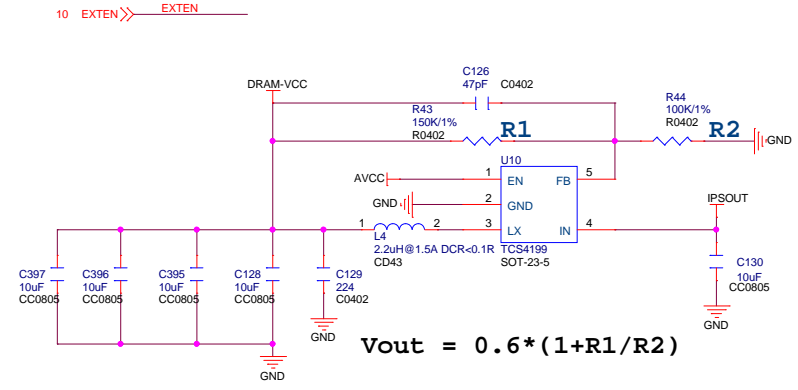 10 EXTEN EXTEN
DRAM-VCC
C126
47pF C0402
R43
150K/1%
R0402
R1
R44
100K/1%
R0402
R2
GND
U10
AVCC 1 EN FB 5
GND 2 GND
1 2 3 LX IN 4
IPSOUT
L4
2.2uH@1.5A DCR<0.1R
CD43
TCS4199
SOT-23-5
C397
10uF
CC0805
C396
10uF
CC0805
C395
10uF
CC0805
C128
10uF
CC0805
C129
224
C0402
C130
10uF
CC0805
GND
GND
GND
Vout = 0.6*(1+R1/R2)